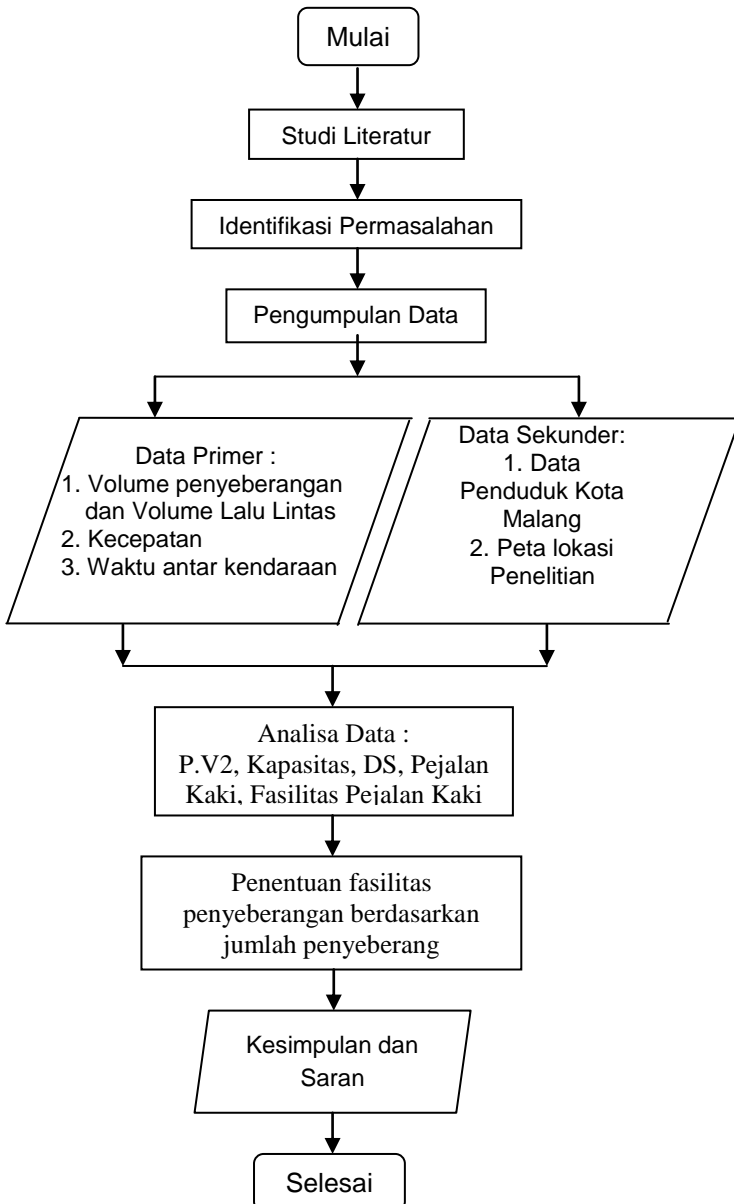 Mulai
Studi Literatur
Identifikasi Permasalahan
Pengumpulan Data
Data Primer :
1. Volume penyeberangan
dan Volume Lalu Lintas
2. Kecepatan
3. Waktu antar kendaraan
Data Sekunder:
1. Data
Penduduk Kota
Malang
2. Peta lokasi
Penelitian
Analisa Data :
P.V2, Kapasitas, DS, Pejalan
Kaki, Fasilitas Pejalan Kaki
Penentuan fasilitas
penyeberangan berdasarkan
jumlah penyeberang
Kesimpulan dan
Saran
Selesai